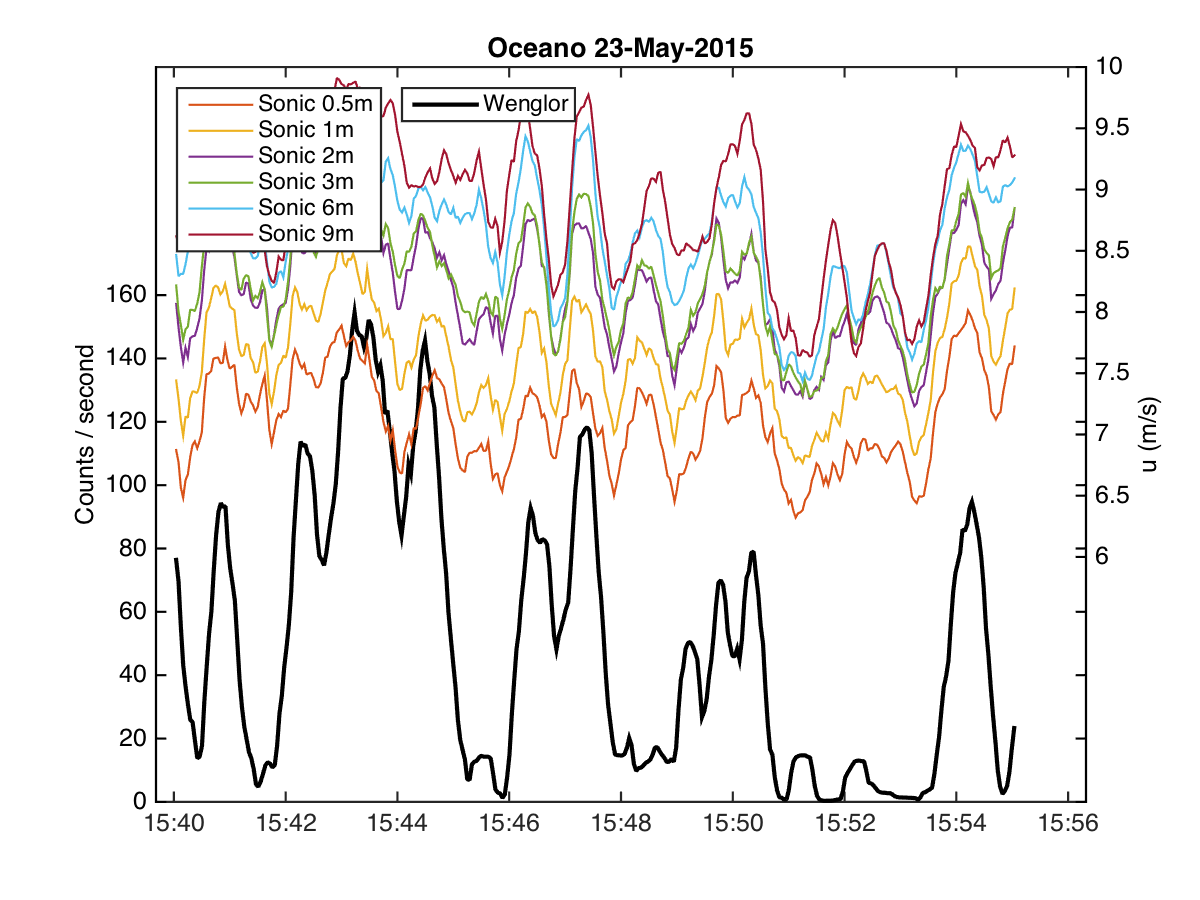 Oceano 23-May-2015
Sonic 0.5m
Sonic 1m
Sonic 2m
Sonic 3m
Sonic 6m
Sonic 9m
Wenglor
Counts / second
160
140
120
100
80
60
40
20
0
10
9.5
9
8.5
8
7.5
7
6.5
6
u (m/s)
15:40 15:42 15:44 15:46 15:48 15:50 15:52 15:54 15:56